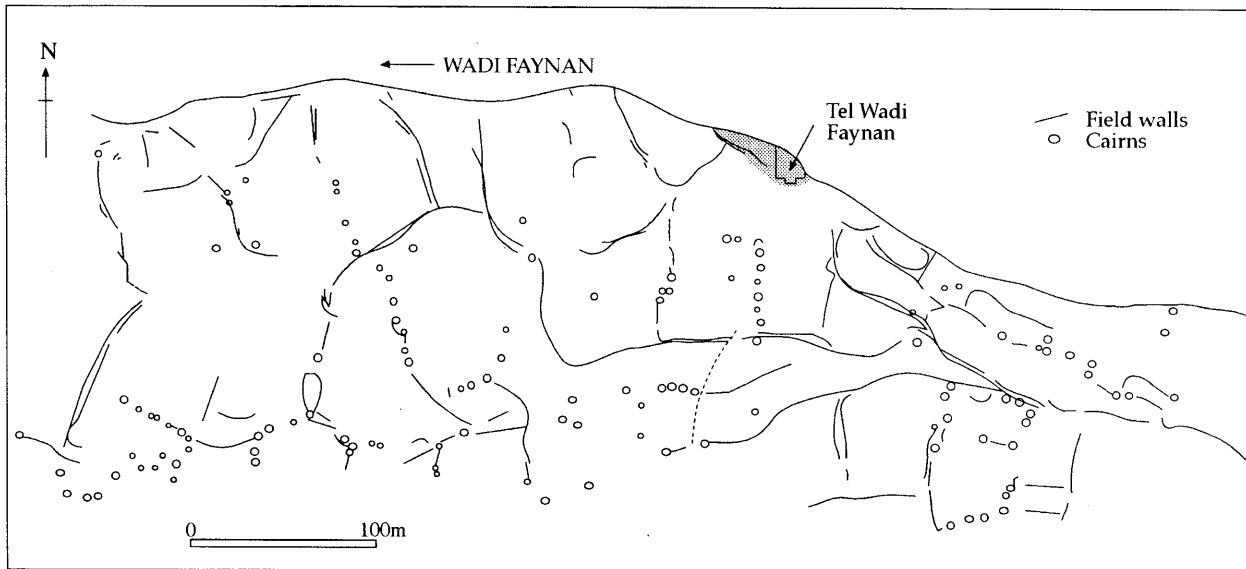 N
WADI FAYNAN
Tel Wadi
Faynan
Field walls
Cairns
0 100m